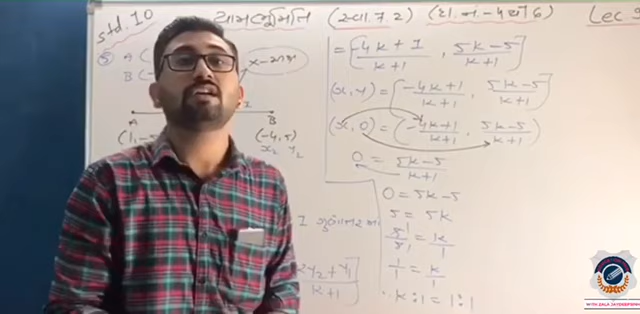 std. 10 યામભૂમિતિ (સ્વા. 7.2) (દા.ન.-4થી6) Lec
⑤ A (
B (-
x-અક્ષ
A B
(1,-5 (-4,5)
x₂ y₂
ky₂+y₁
k+1
= [-4k+1/k+1 , 5k-5/k+1]
(x,y) = [-4k+1/k+1 , 5k-5/k+1]
(x,0) = (-4k+1/k+1 , 5k-5/k+1)
0 = 5k-5/k+1
0 = 5k-5
5 = 5k
5/5 = k/1
1/1 = k/1
∴ k:1 = 1:1